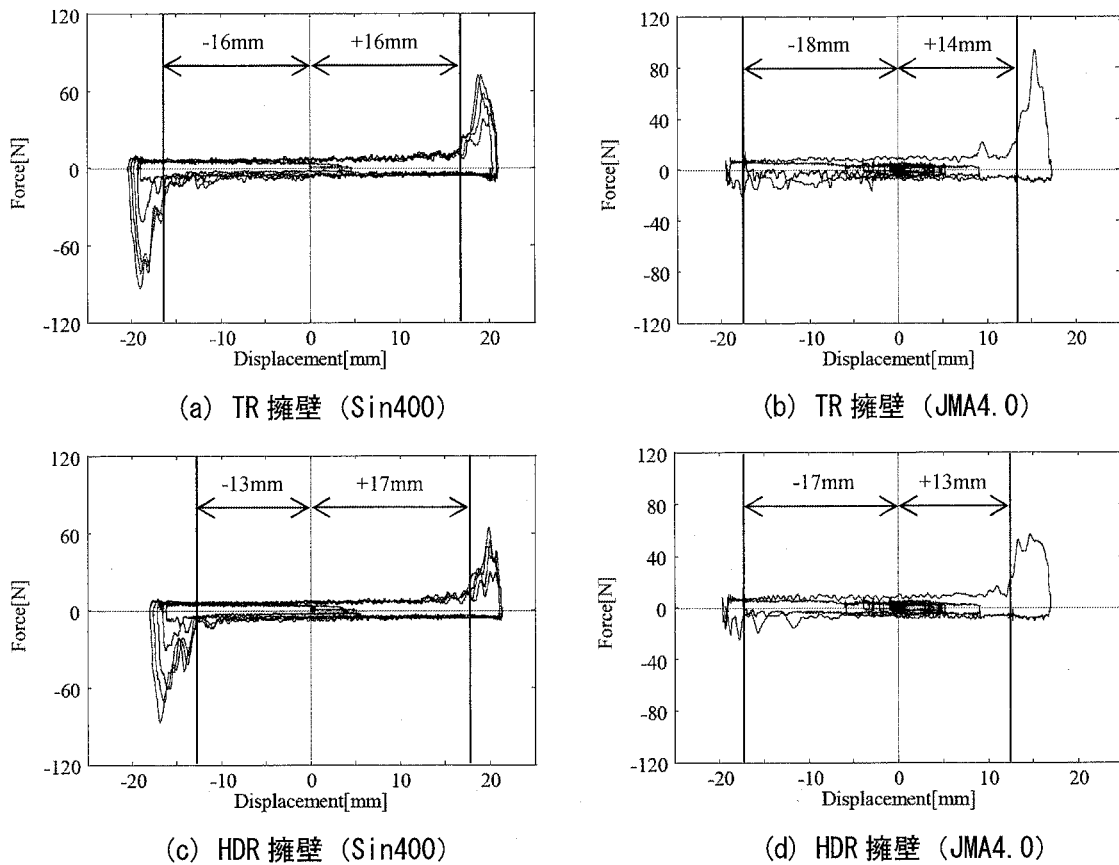 120
60
0
-60
-120
Force[N]
-16mm
+16mm
-20
-10
0
10
20
Displacement[mm]
(a) TR 擁壁 (Sin400)
120
80
40
0
-40
-80
-120
Force[N]
-18mm
+14mm
-20
-10
0
10
20
Displacement[mm]
(b) TR 擁壁 (JMA4.0)
120
60
0
-60
-120
Force[N]
-13mm
+17mm
-20
-10
0
10
20
Displacement[mm]
(c) HDR 擁壁 (Sin400)
120
80
40
0
-40
-80
-120
Force[N]
-17mm
+13mm
-20
-10
0
10
20
Displacement[mm]
(d) HDR 擁壁 (JMA4.0)